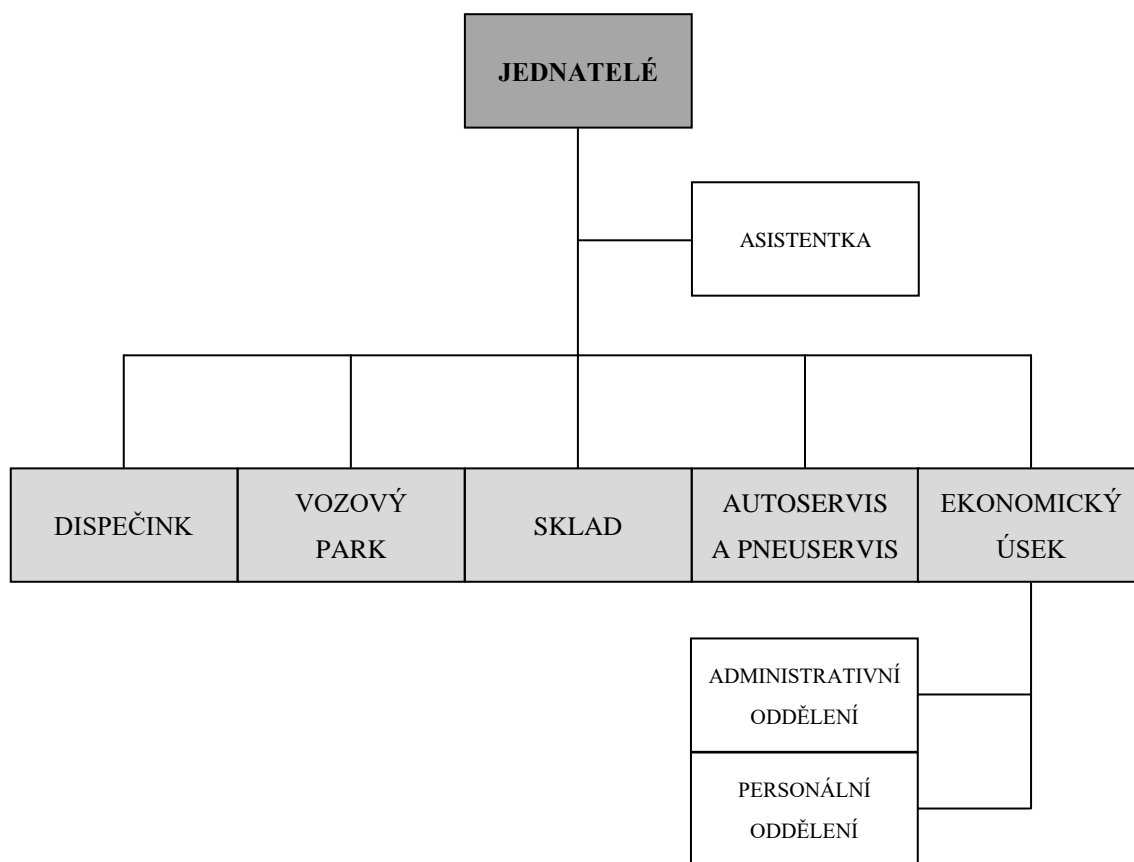 JEDNATELÉ
ASISTENTKA
DISPEČINK
VOZOVÝ
PARK
SKLAD
AUTOSERVIS
A PNEUSERVIS
EKONOMICKÝ
ÚSEK
ADMINISTRATIVNÍ
ODDĚLENÍ
PERSONÁLNÍ
ODDĚLENÍ